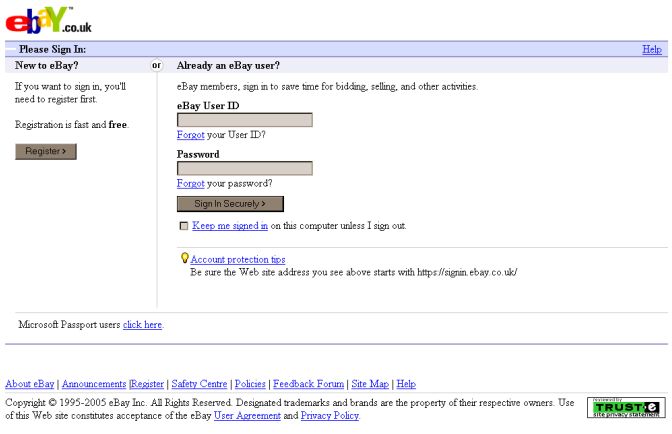 ebaY.co.uk™
Please Sign In:
Help
New to eBay?
or
Already an eBay user?
If you want to sign in, you'll
need to register first.
Registration is fast and free.
Register >
eBay members, sign in to save time for bidding, selling, and other activities.
eBay User ID
Forgot your User ID?
Password
Forgot your password?
Sign In Securely >
Keep me signed in on this computer unless I sign out.
Account protection tips
Be sure the Web site address you see above starts with https://signin.ebay.co.uk/
Microsoft Passport users click here.
About eBay | Announcements |Register | Safety Centre | Policies | Feedback Forum | Site Map | Help
Copyright © 1995-2005 eBay Inc. All Rights Reserved. Designated trademarks and brands are the property of their respective owners. Use
of this Web site constitutes acceptance of the eBay User Agreement and Privacy Policy.
reviewed by
TRUSTe
site privacy statement